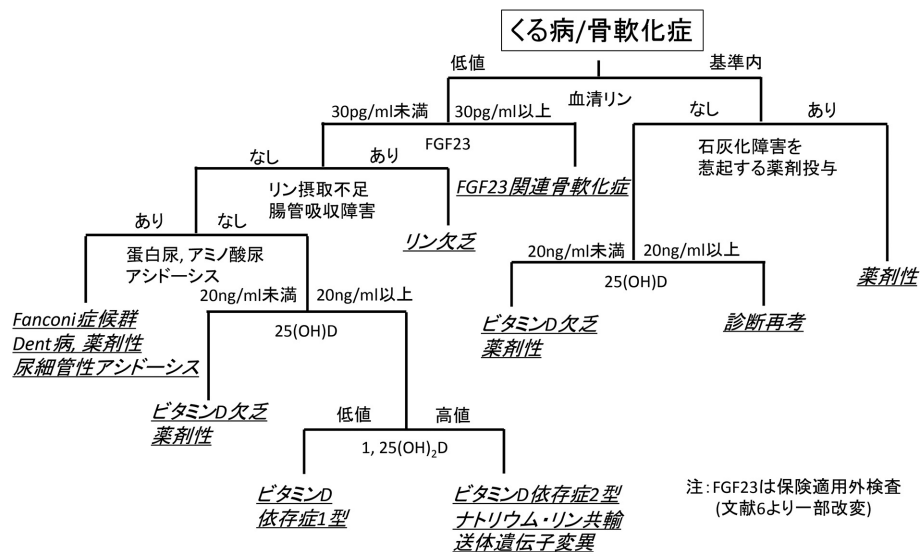 くる病/骨軟化症
低値
基準内
血清リン
30pg/ml未満
30pg/ml以上
なし
あり
FGF23
石灰化障害を
惹起する薬剤投与
なし
あり
FGF23関連骨軟化症
リン摂取不足
腸管吸収障害
あり
なし
リン欠乏
蛋白尿, アミノ酸尿
アシドーシス
20ng/ml未満
20ng/ml以上
25(OH)D
薬剤性
20ng/ml未満
20ng/ml以上
Fanconi症候群
Dent病, 薬剤性
尿細管性アシドーシス
25(OH)D
ビタミンD欠乏
薬剤性
診断再考
ビタミンD欠乏
薬剤性
低値
高値
1, 25(OH)₂D
ビタミンD
依存症1型
ビタミンD依存症2型
ナトリウム・リン共輸
送体遺伝子変異
注：FGF23は保険適用外検査
(文献6より一部改変)